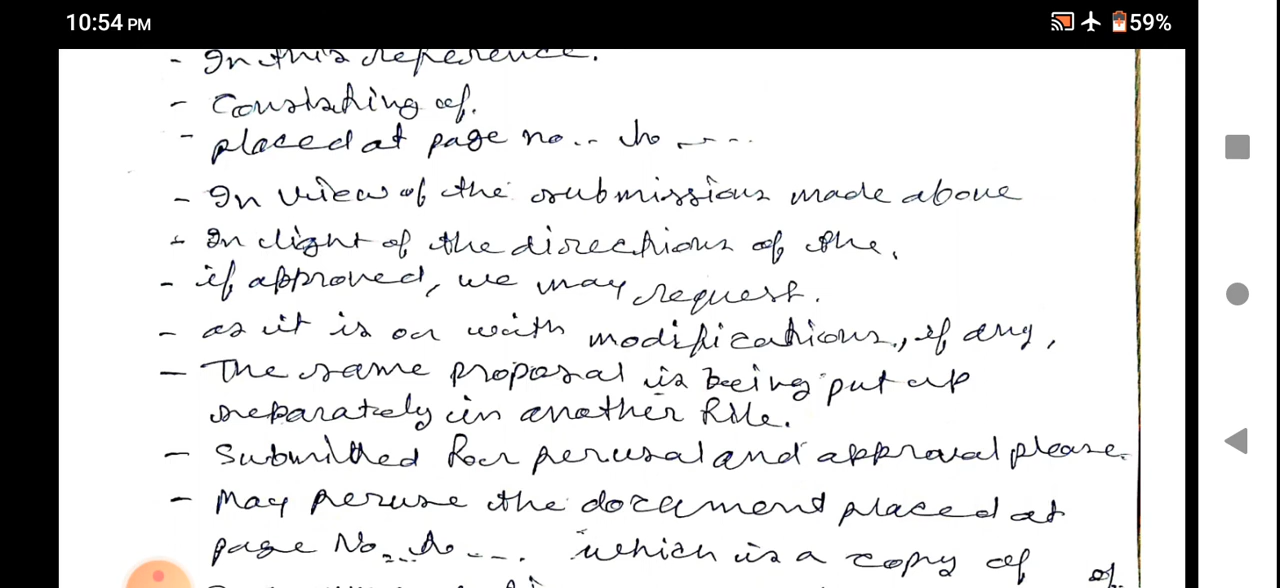 10:54 PM 59%
- In this reference.
- Consisting of.
- placed at page no... to ----...
- In view of the submissions made above
- In light of the directions of the.
- if approved, we may request.
- as it is or with modifications, if any,
- The same proposal is being put up
separately in another File.
- Submitted for perusal and approval please.
- May peruse the document placed at
page No... to ---. which is a copy of
of